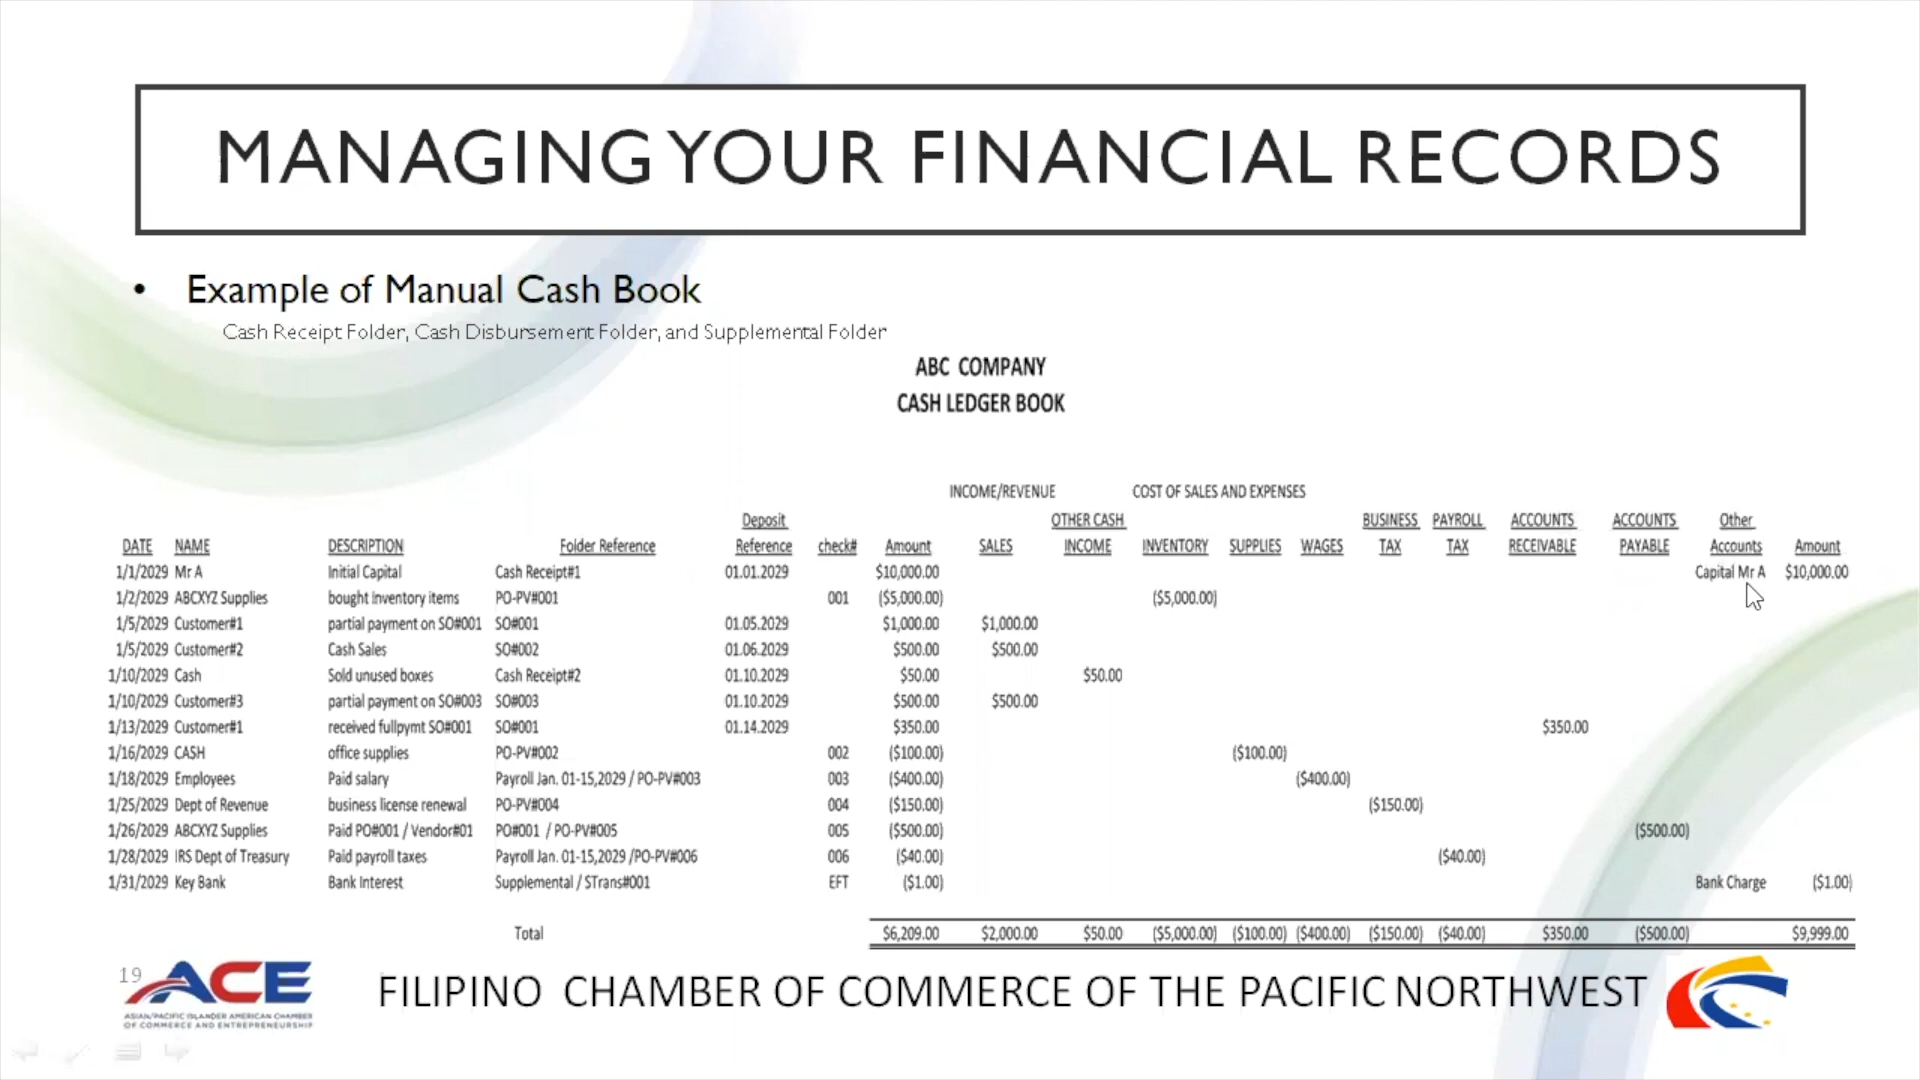 MANAGING YOUR FINANCIAL RECORDS
• Example of Manual Cash Book
Cash Receipt Folder, Cash Disbursement Folder, and Supplemental Folder
ABC COMPANY
CASH LEDGER BOOK
INCOME/REVENUE COST OF SALES AND EXPENSES
Deposit OTHER CASH BUSINESS PAYROLL ACCOUNTS ACCOUNTS Other
DATE NAME DESCRIPTION Folder Reference Reference check# Amount SALES INCOME INVENTORY SUPPLIES WAGES TAX TAX RECEIVABLE PAYABLE Accounts Amount
1/1/2029 Mr A Initial Capital Cash Receipt#1 01.01.2029 $10,000.00 Capital Mr A $10,000.00
1/2/2029 ABCXYZ Supplies bought inventory items PO-PV#001 001 ($5,000.00) ($5,000.00)
1/5/2029 Customer#1 partial payment on SO#001 SO#001 01.05.2029 $1,000.00 $1,000.00
1/5/2029 Customer#2 Cash Sales SO#002 01.06.2029 $500.00 $500.00
1/10/2029 Cash Sold unused boxes Cash Receipt#2 01.10.2029 $50.00 $50.00
1/10/2029 Customer#3 partial payment on SO#003 SO#003 01.10.2029 $500.00 $500.00
1/13/2029 Customer#1 received fullpymt SO#001 SO#001 01.14.2029 $350.00 $350.00
1/16/2029 CASH office supplies PO-PV#002 002 ($100.00) ($100.00)
1/18/2029 Employees Paid salary Payroll Jan. 01-15,2029 / PO-PV#003 003 ($400.00) ($400.00)
1/25/2029 Dept of Revenue business license renewal PO-PV#004 004 ($150.00) ($150.00)
1/26/2029 ABCXYZ Supplies Paid PO#001 / Vendor#01 PO#001 / PO-PV#005 005 ($500.00) ($500.00)
1/28/2029 IRS Dept of Treasury Paid payroll taxes Payroll Jan. 01-15,2029 /PO-PV#006 006 ($40.00) ($40.00)
1/31/2029 Key Bank Bank Interest Supplemental / STrans#001 EFT ($1.00) Bank Charge ($1.00)
Total $6,209.00 $2,000.00 $50.00 ($5,000.00) ($100.00) ($400.00) ($150.00) ($40.00) $350.00 ($500.00) $9,999.00
19
ACE
ASIAN/PACIFIC ISLANDER AMERICAN CHAMBER
OF COMMERCE AND ENTREPRENEURSHIP
FILIPINO CHAMBER OF COMMERCE OF THE PACIFIC NORTHWEST